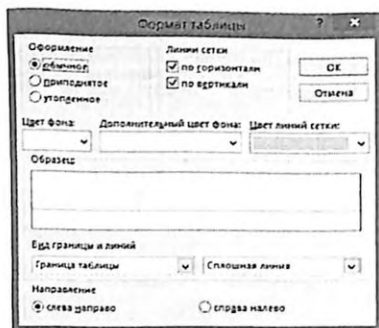 Формат таблицы ? ×
Оформление
обычное
приподнятое
утопленное
Линии сетки
по горизонтали
по вертикали
ОК
Отмена
Цвет фона:
Дополнительный цвет фона:
Цвет линий сетки:
Образец:
Вид границы и линий
Граница таблицы
Сплошная линия
Направление
слева направо
справа налево